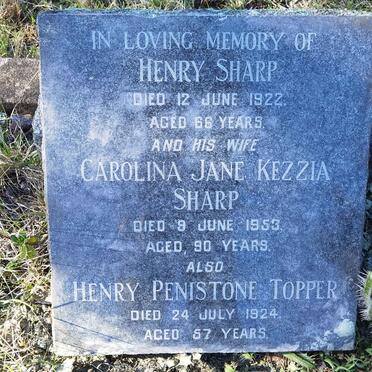 IN LOVING MEMORY OF
HENRY SHARP
DIED 12 JUNE 1922.
AGED 66 YEARS.
AND HIS WIFE
CAROLINA JANE KEZZIA
SHARP
DIED 9 JUNE 1953.
AGED, 90 YEARS.
ALSO
HENRY PENISTONE TOPPER
DIED 24 JULY 1924.
AGED 57 YEARS.